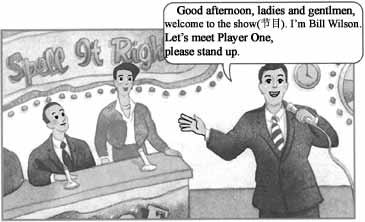 Spell It Righ
Good afternoon, ladies and gentlmen,
welcome to the show(节目). I'm Bill Wilson.
Let's meet Player One,
please stand up.